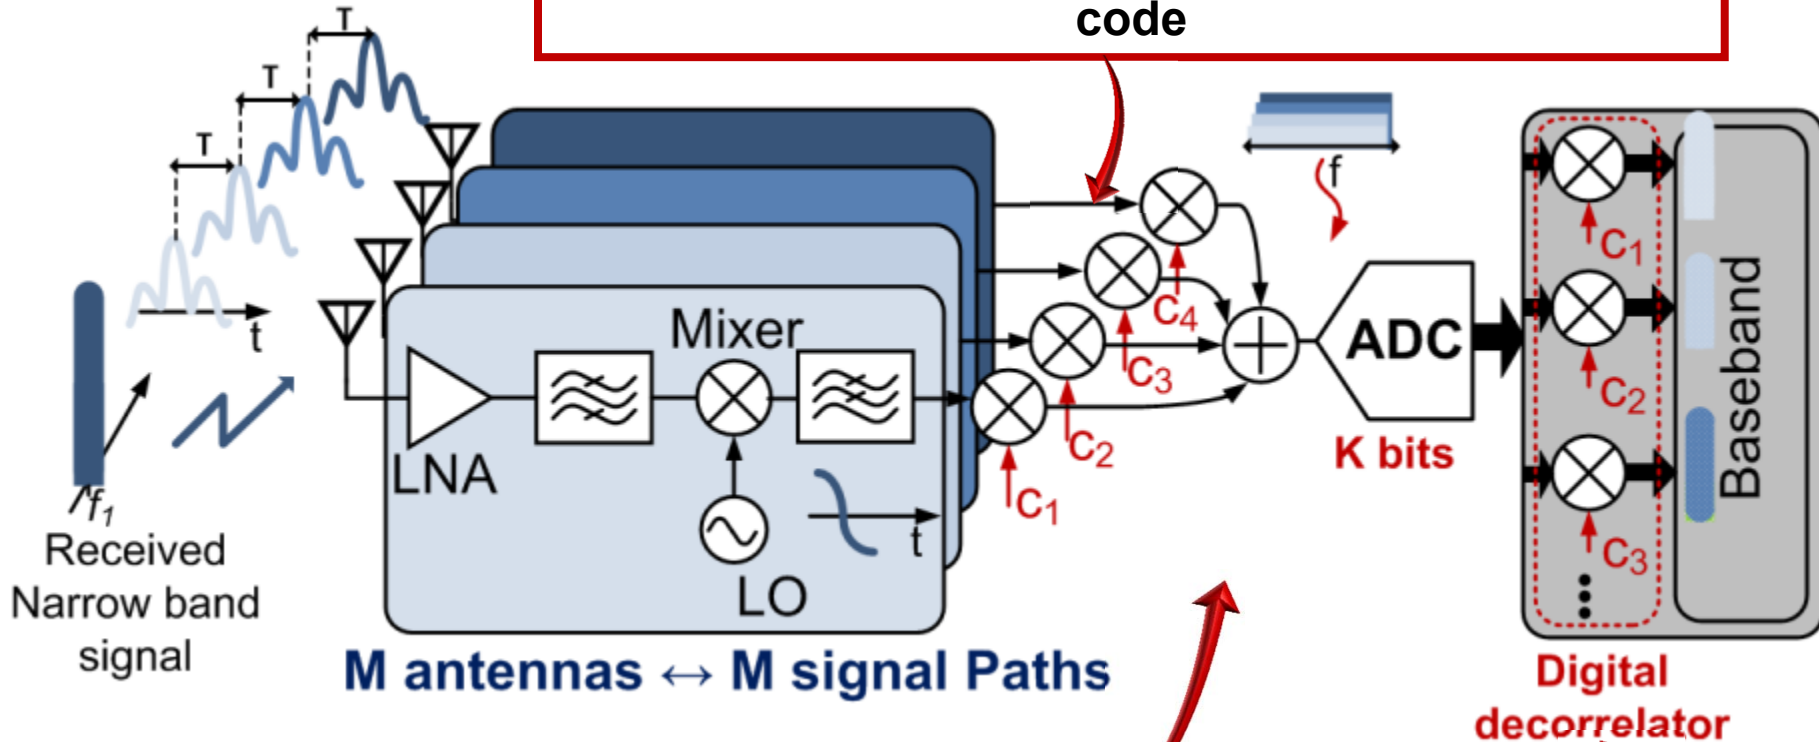 code
T
T
T
t
f1
Received
Narrow band
signal
Mixer
LNA
LO
t
M antennas ↔ M signal Paths
C1
C2
C3
C4
f
ADC
K bits
C1
C2
C3
Baseband
Digital
decorrelator